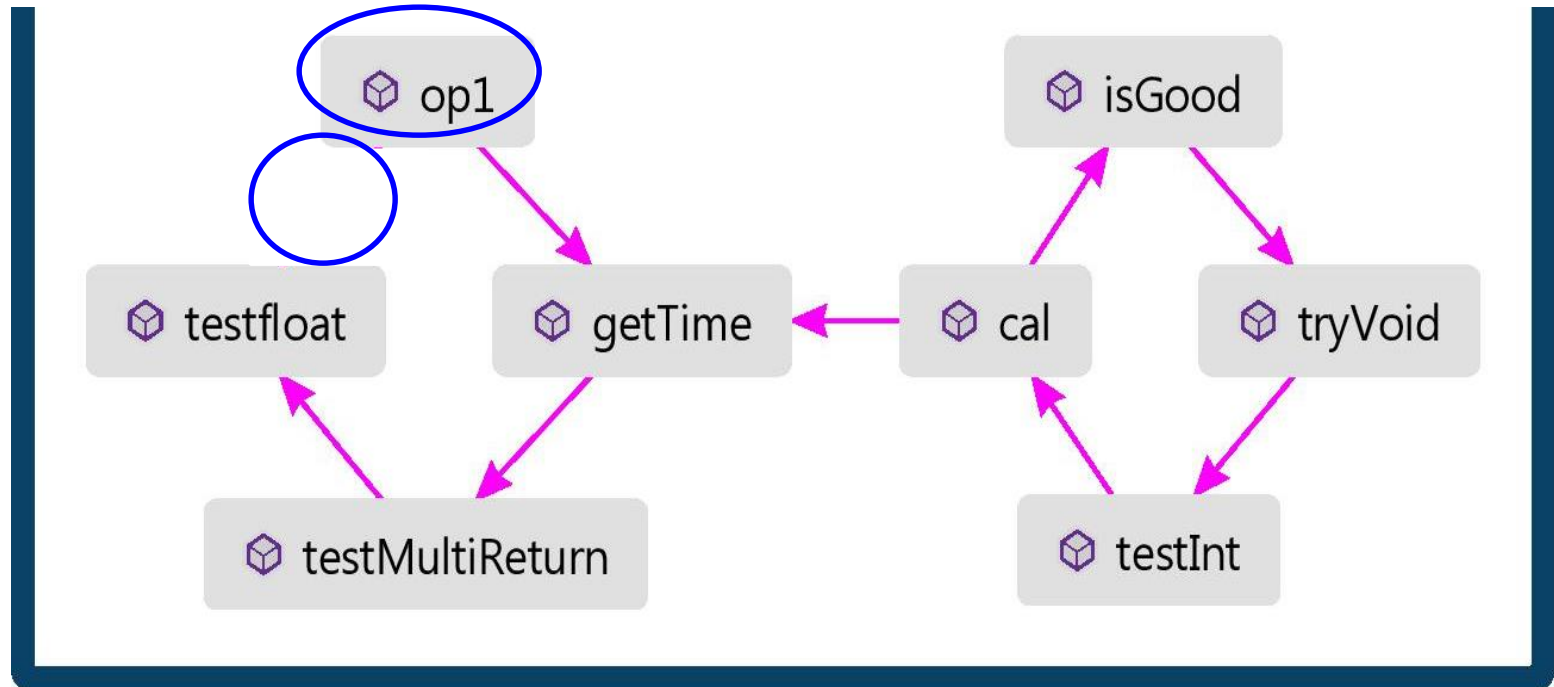 op1
isGood
testfloat
getTime
cal
tryVoid
testMultiReturn
testInt